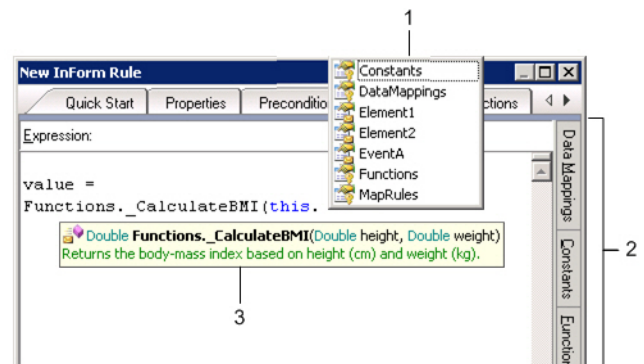 1
New InForm Rule
Constants
DataMappings
Element1
Element2
EventA
Functions
MapRules
Quick Start
Properties
Preconditio
ctions
Expression:
value =
Functions._CalculateBMI(this.
Double Functions._CalculateBMI(Double height, Double weight)
Returns the body-mass index based on height (cm) and weight (kg).
Data Mappings
Constants
Function
2
3